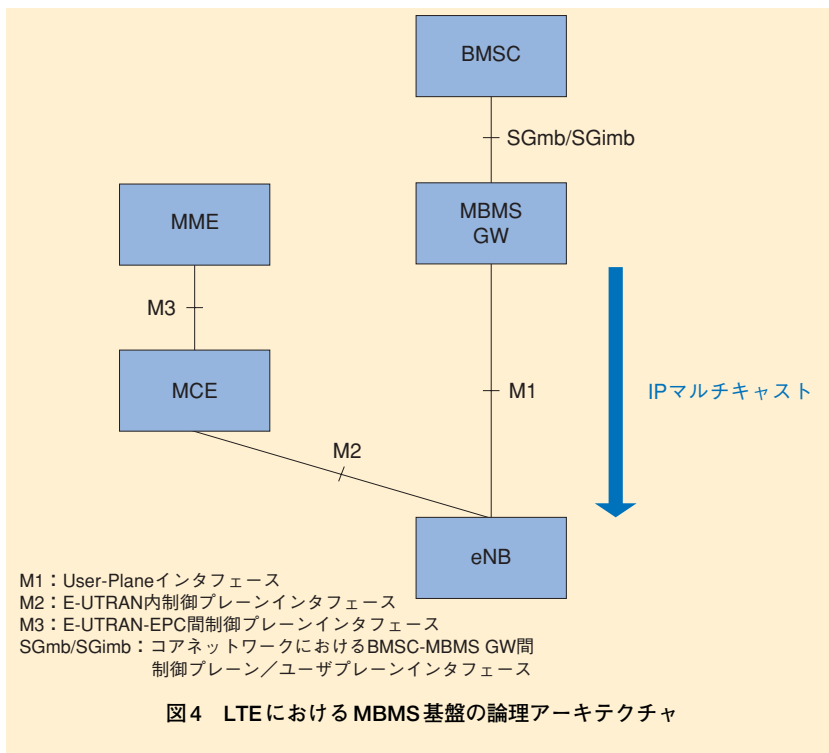 BMSC
SGmb/SGimb
MME
MBMS
GW
M3
MCE
M1
IPマルチキャスト
M2
eNB
M1：User-Planeインタフェース
M2：E-UTRAN内制御プレーンインタフェース
M3：E-UTRAN-EPC間制御プレーンインタフェース
SGmb/SGimb：コアネットワークにおけるBMSC-MBMS GW間
制御プレーン／ユーザプレーンインタフェース
図4　LTEにおけるMBMS基盤の論理アーキテクチャ